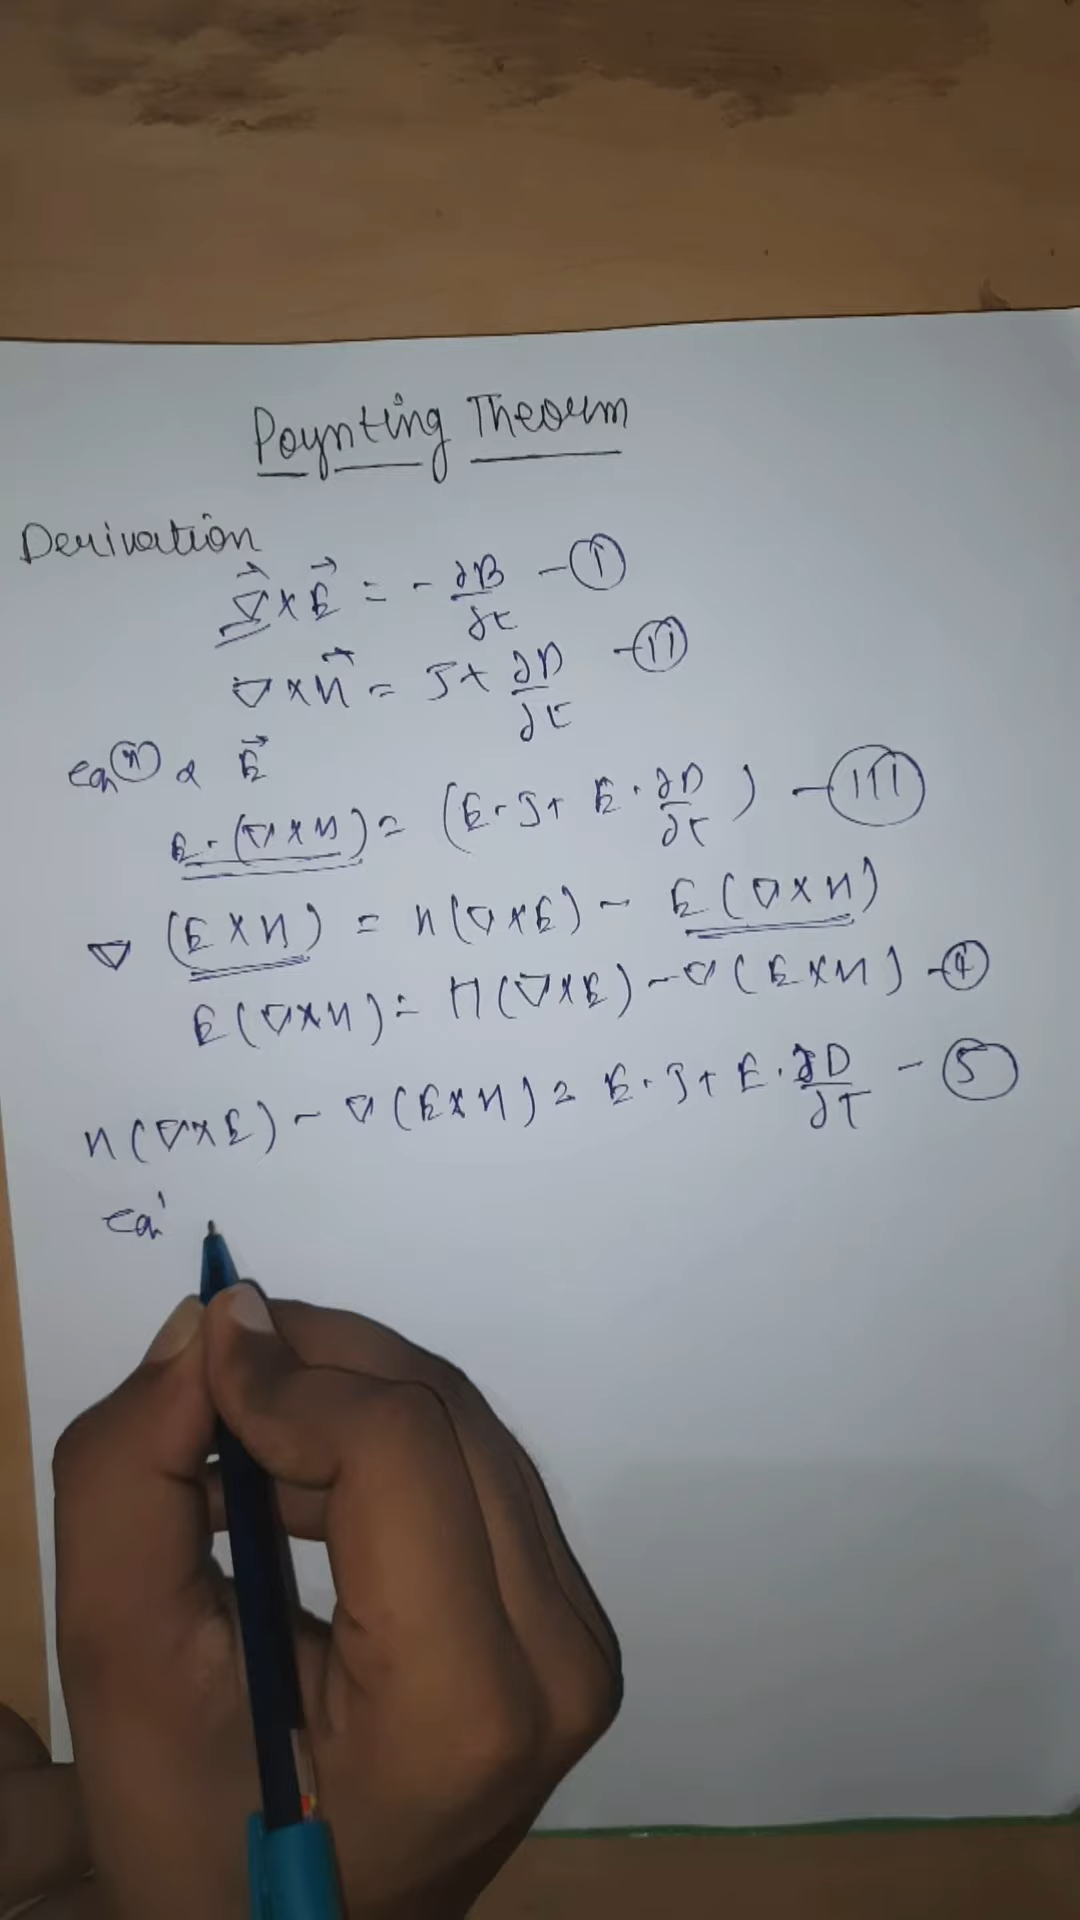 Poynting Theorem
Derivation
∇⃗ × E⃗ = - ∂B/∂t - (I)
∇ × H⃗ = J + ∂D/∂t - (II)
eq (II) & E⃗
E · (∇ × H) = (E · J + E · ∂D/∂t) - (III)
∇ (E × H) = H (∇ × E) - E (∇ × H)
E (∇ × H) = H (∇ × E) - ∇ (E × H) - (4)
H (∇ × E) - ∇ (E × H) = E · J + E · ∂D/∂t - (5)
eq'